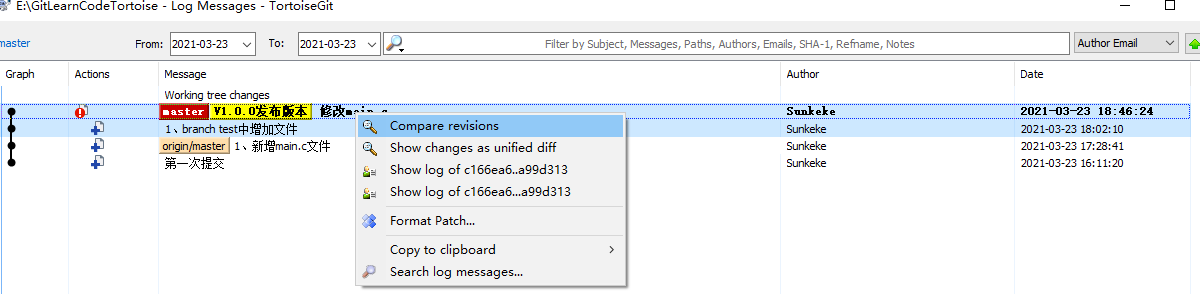 E:\GitLearnCodeTortoise - Log Messages - TortoiseGit
master From: 2021-03-23 To: 2021-03-23 Filter by Subject, Messages, Paths, Authors, Emails, SHA-1, Refname, Notes Author Email
Graph Actions Message Author Date
Working tree changes
master V1.0.0发布版本 修改main.c Sunkeke 2021-03-23 18:46:24
1、branch test中增加文件 Sunkeke 2021-03-23 18:02:10
origin/master 1、新增main.c文件 Sunkeke 2021-03-23 17:28:41
第一次提交 Sunkeke 2021-03-23 16:11:20
Compare revisions
Show changes as unified diff
Show log of c166ea6..a99d313
Show log of c166ea6...a99d313
Format Patch...
Copy to clipboard
Search log messages...